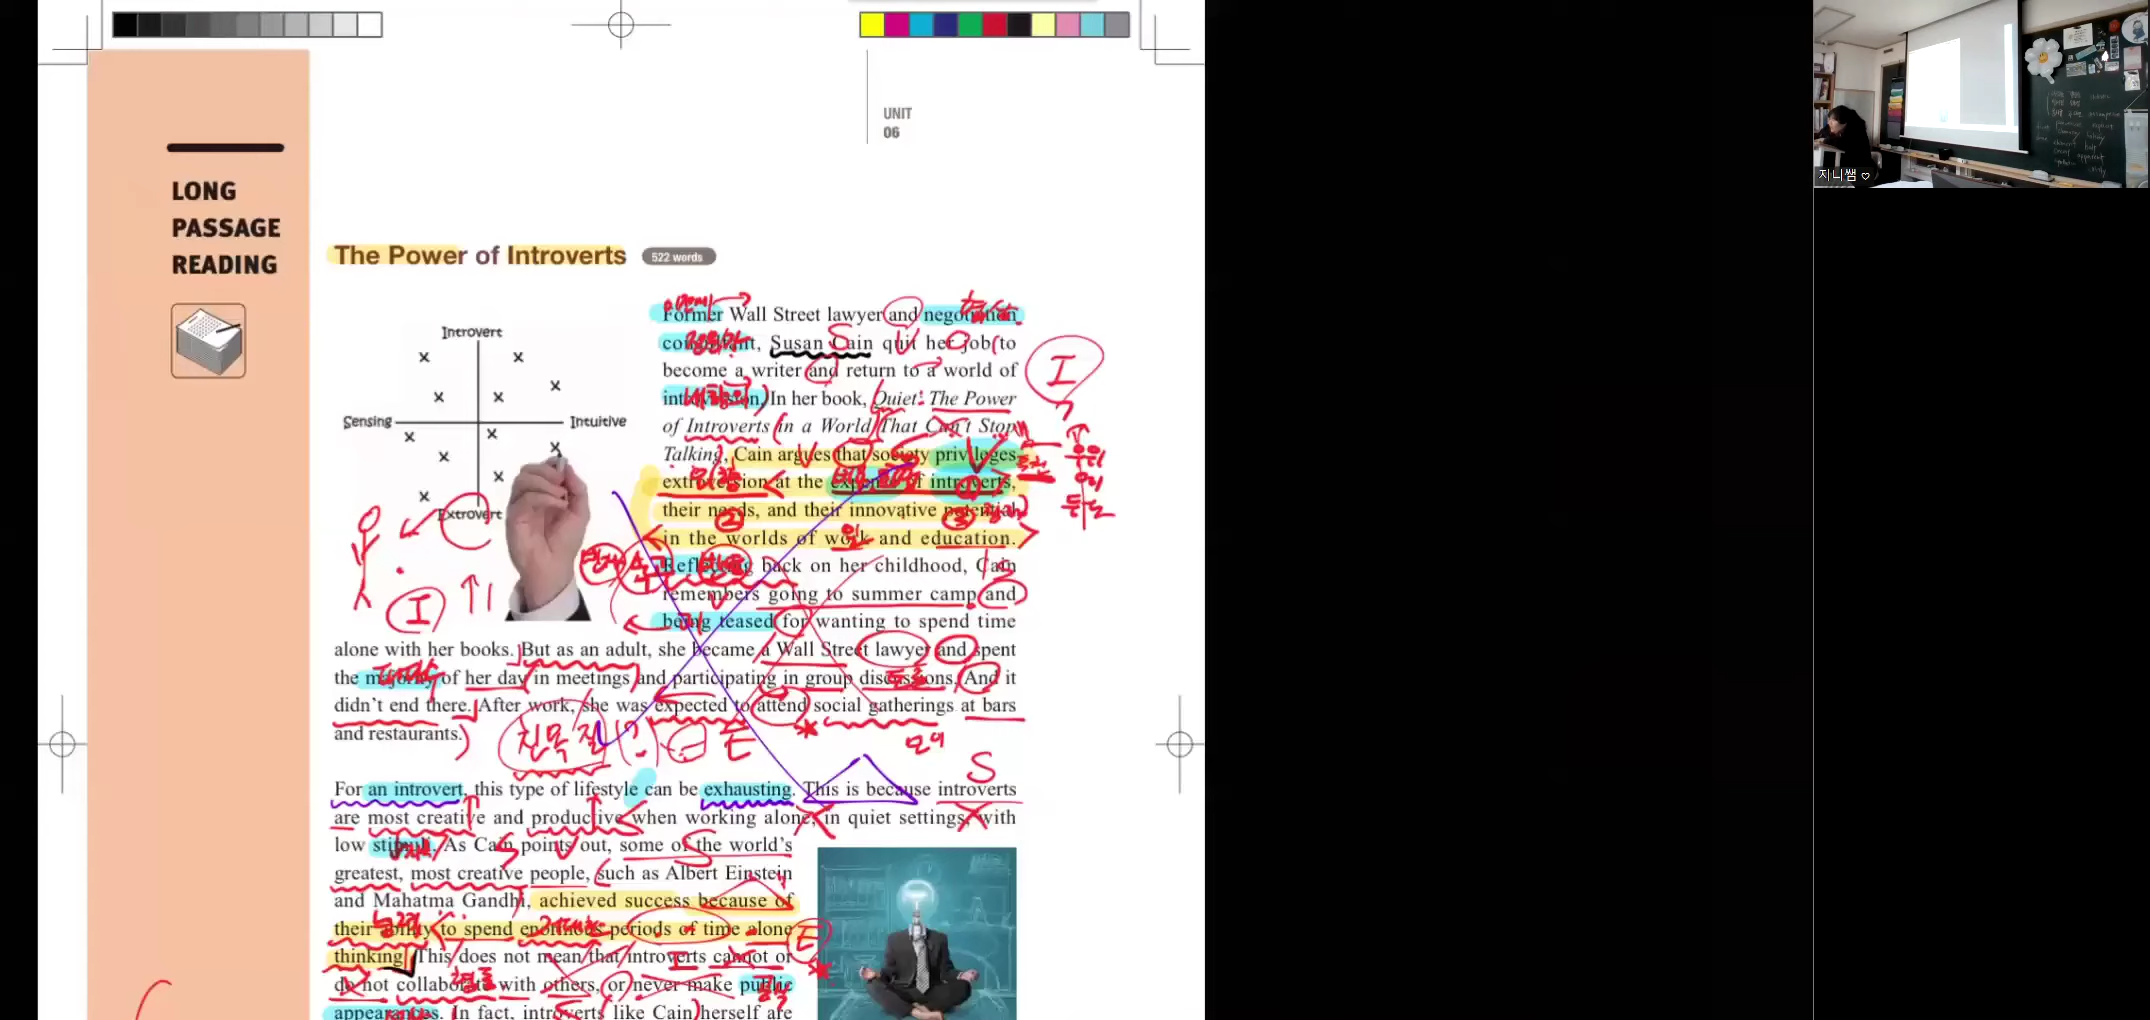 UNIT
06
LONG
PASSAGE
READING
The Power of Introverts
522 words
Introvert
Sensing
Intuitive
Extrovert
Former Wall Street lawyer and negotiation
consultant, Susan Cain quit her job to
become a writer and return to a world of
introversion. In her book, Quiet: The Power
of Introverts in a World That Can't Stop
Talking, Cain argues that society privileges
extroversion at the expense of introverts,
their needs, and their innovative potential
in the worlds of work and education.
Reflecting back on her childhood, Cain
remembers going to summer camp and
being teased for wanting to spend time
alone with her books. But as an adult, she became a Wall Street lawyer and spent
the majority of her day in meetings and participating in group discussions. And it
didn't end there. After work, she was expected to attend social gatherings at bars
and restaurants.
For an introvert, this type of lifestyle can be exhausting. This is because introverts
are most creative and productive when working alone, in quiet settings, with
low stimuli. As Cain points out, some of the world's
greatest, most creative people, such as Albert Einstein
and Mahatma Gandhi, achieved success because of
their ability to spend enormous periods of time alone
thinking. This does not mean that introverts cannot or
do not collaborate with others, or never make public
appearances. In fact, introverts like Cain herself are
I
I
친목질
E
S
지니쌤 ♡